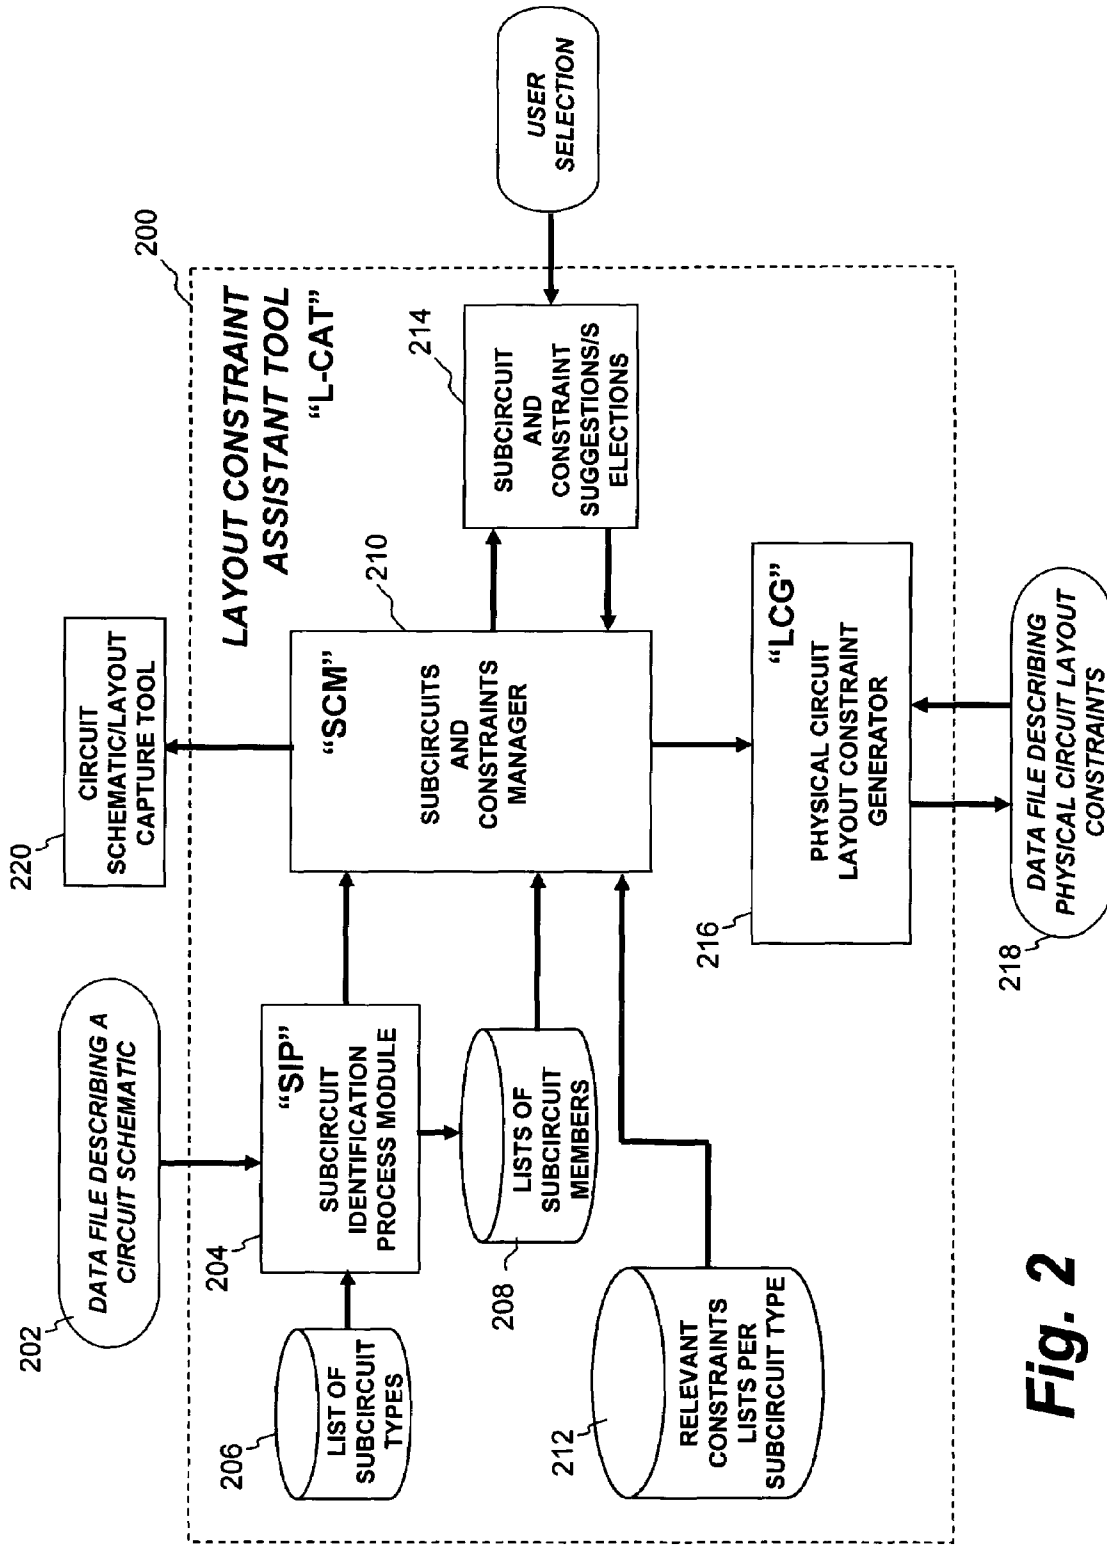 202
DATA FILE DESCRIBING A
CIRCUIT SCHEMATIC
220
CIRCUIT
SCHEMATIC/LAYOUT
CAPTURE TOOL
200
LAYOUT CONSTRAINT
ASSISTANT TOOL
“L-CAT”
206
LIST OF
SUBCIRCUIT
TYPES
204
“SIP”
SUBCIRCUIT
IDENTIFICATION
PROCESS MODULE
208
LISTS OF
SUBCIRCUIT
MEMBERS
210
“SCM”
SUBCIRCUITS
AND
CONSTRAINTS
MANAGER
214
SUBCIRCUIT
AND
CONSTRAINT
SUGGESTIONS/S
ELECTIONS
USER
SELECTION
212
RELEVANT
CONSTRAINTS
LISTS PER
SUBCIRCUIT TYPE
216
“LCG”
PHYSICAL CIRCUIT
LAYOUT CONSTRAINT
GENERATOR
218
DATA FILE DESCRIBING
PHYSICAL CIRCUIT LAYOUT
CONSTRAINTS
Fig. 2